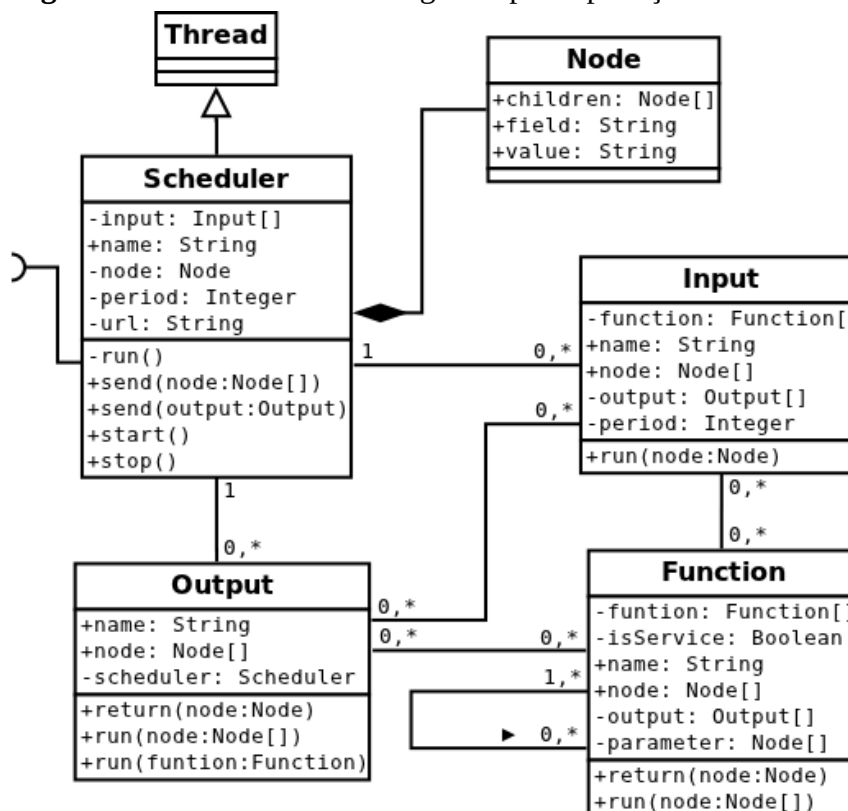 Thread
Node
+children: Node[]
+field: String
+value: String
Scheduler
-input: Input[]
+name: String
-node: Node
-period: Integer
-url: String
-run()
+send(node:Node[])
+send(output:Output)
+start()
+stop()
Input
-function: Function[
+name: String
+node: Node[]
-output: Output[]
-period: Integer
+run(node:Node)
1
0,*
0,*
1
0,*
0,*
0,*
Output
+name: String
+node: Node[]
-scheduler: Scheduler
+return(node:Node)
+run(node:Node[])
+run(funtion:Function)
0,*
0,*
0,*
1,*
0,*
Function
-funtion: Function[]
-isService: Boolean
+name: String
+node: Node[]
-output: Output[]
-parameter: Node[]
+return(node:Node)
+run(node:Node[])